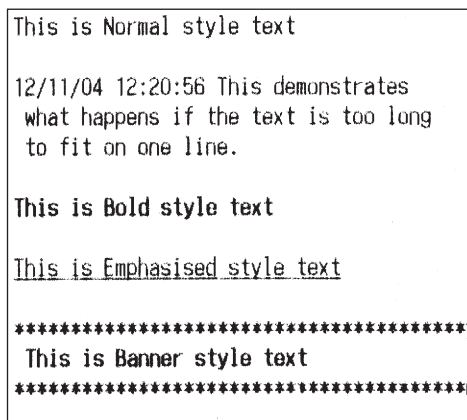 This is Normal style text
12/11/04 12:20:56 This demonstrates
what happens if the text is too long
to fit on one line.
This is Bold style text
This is Emphasised style text
****************************************
This is Banner style text
****************************************